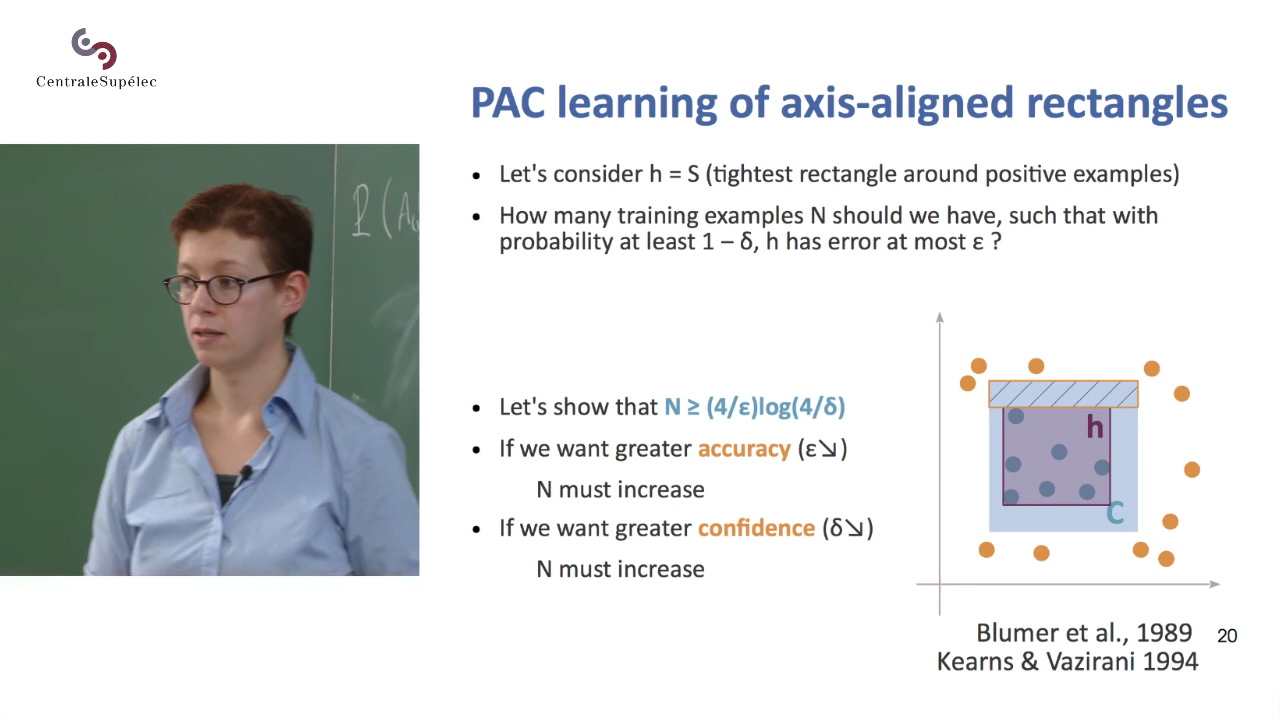 CentraleSupélec
PAC learning of axis-aligned rectangles
• Let's consider h = S (tightest rectangle around positive examples)
• How many training examples N should we have, such that with
probability at least 1 – δ, h has error at most ε ?
• Let's show that N ≥ (4/ε)log(4/δ)
• If we want greater accuracy (ε↘)
N must increase
• If we want greater confidence (δ↘)
N must increase
h
C
Blumer et al., 1989
Kearns & Vazirani 1994
20